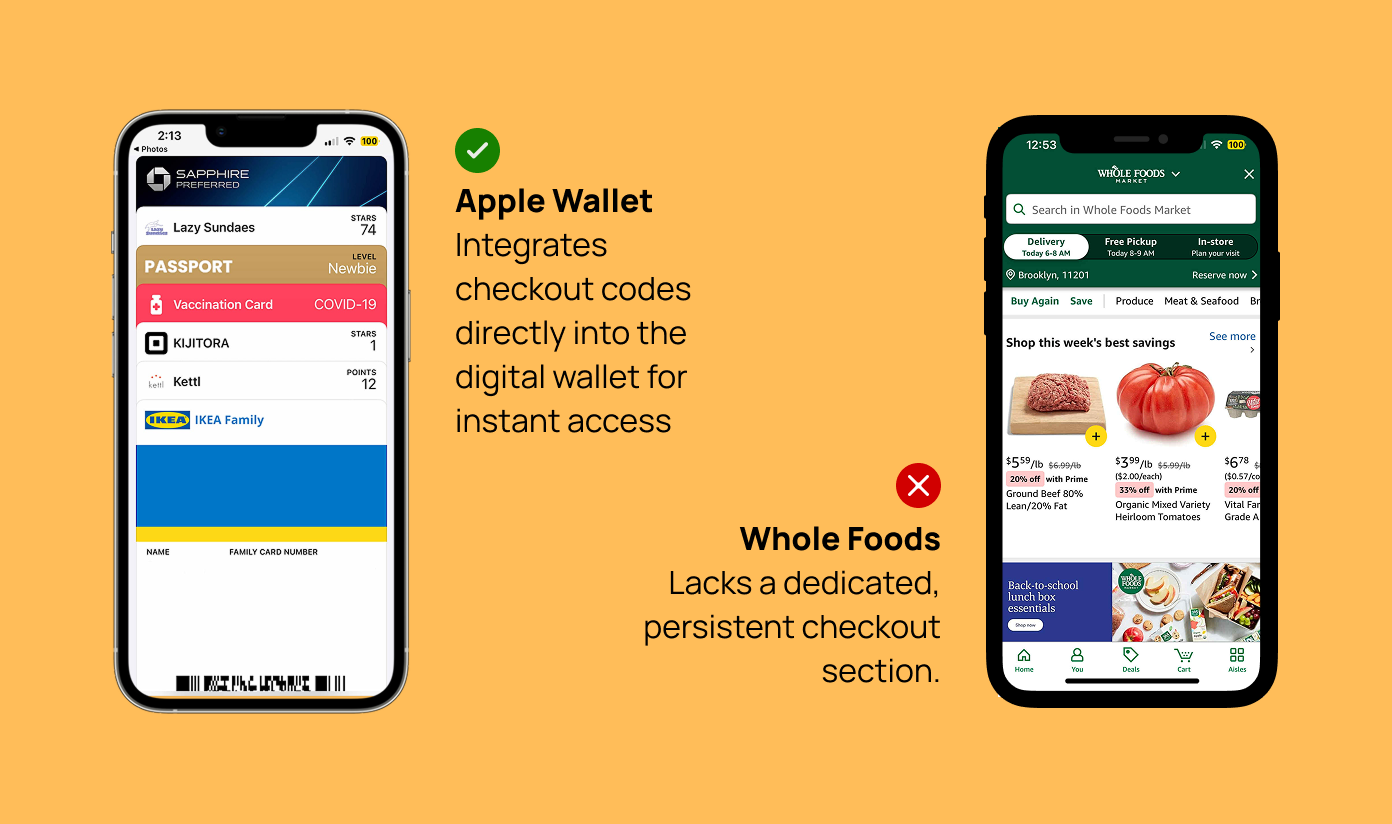 2:13
100
Photos
SAPPHIRE
PREFERRED
Lazy Sundaes
STARS
74
PASSPORT
LEVEL
Newbie
Vaccination Card
COVID-19
KIJITORA
STARS
1
kettl
Kettl
POINTS
12
IKEA
IKEA Family
NAME
FAMILY CARD NUMBER
Apple Wallet
Integrates
checkout codes
directly into the
digital wallet for
instant access
Whole Foods
Lacks a dedicated,
persistent checkout
section.
12:53
100
WHOLE FOODS
MARKET
Search in Whole Foods Market
Delivery
Today 6-8 AM
Free Pickup
Today 8-9 AM
In-store
Plan your visit
Brooklyn, 11201
Reserve now
Buy Again
Save
Produce
Meat & Seafood
Br
Shop this week's best savings
See more
$5.59/lb $6.99/lb
20% off with Prime
Ground Beef 80%
Lean/20% Fat
$3.99/lb $5.99/lb
($2.00/each)
33% off with Prime
Organic Mixed Variety
Heirloom Tomatoes
$6.78
($0.57/co
20% off
Vital Far
Grade A
Back-to-school
lunch box
essentials
Shop now
WHOLE
FOODS
MARKET
Home
You
Deals
Cart
Aisles